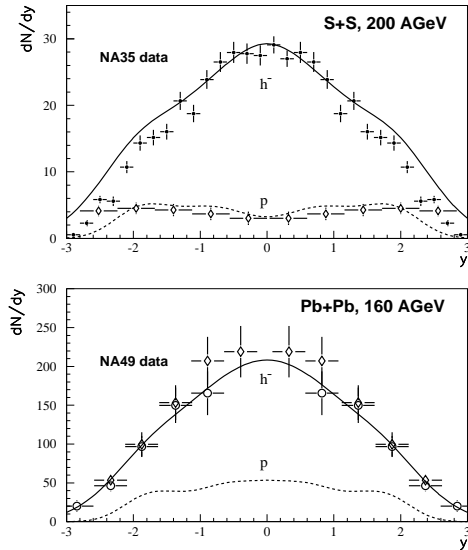 S+S, 200 AGeV
dN/dy
NA35 data
30
20
10
0
h⁻
p
-3 -2 -1 0 1 2 3
y
Pb+Pb, 160 AGeV
dN/dy
NA49 data
300
250
200
150
100
50
0
h⁻
p
-3 -2 -1 0 1 2 3
y